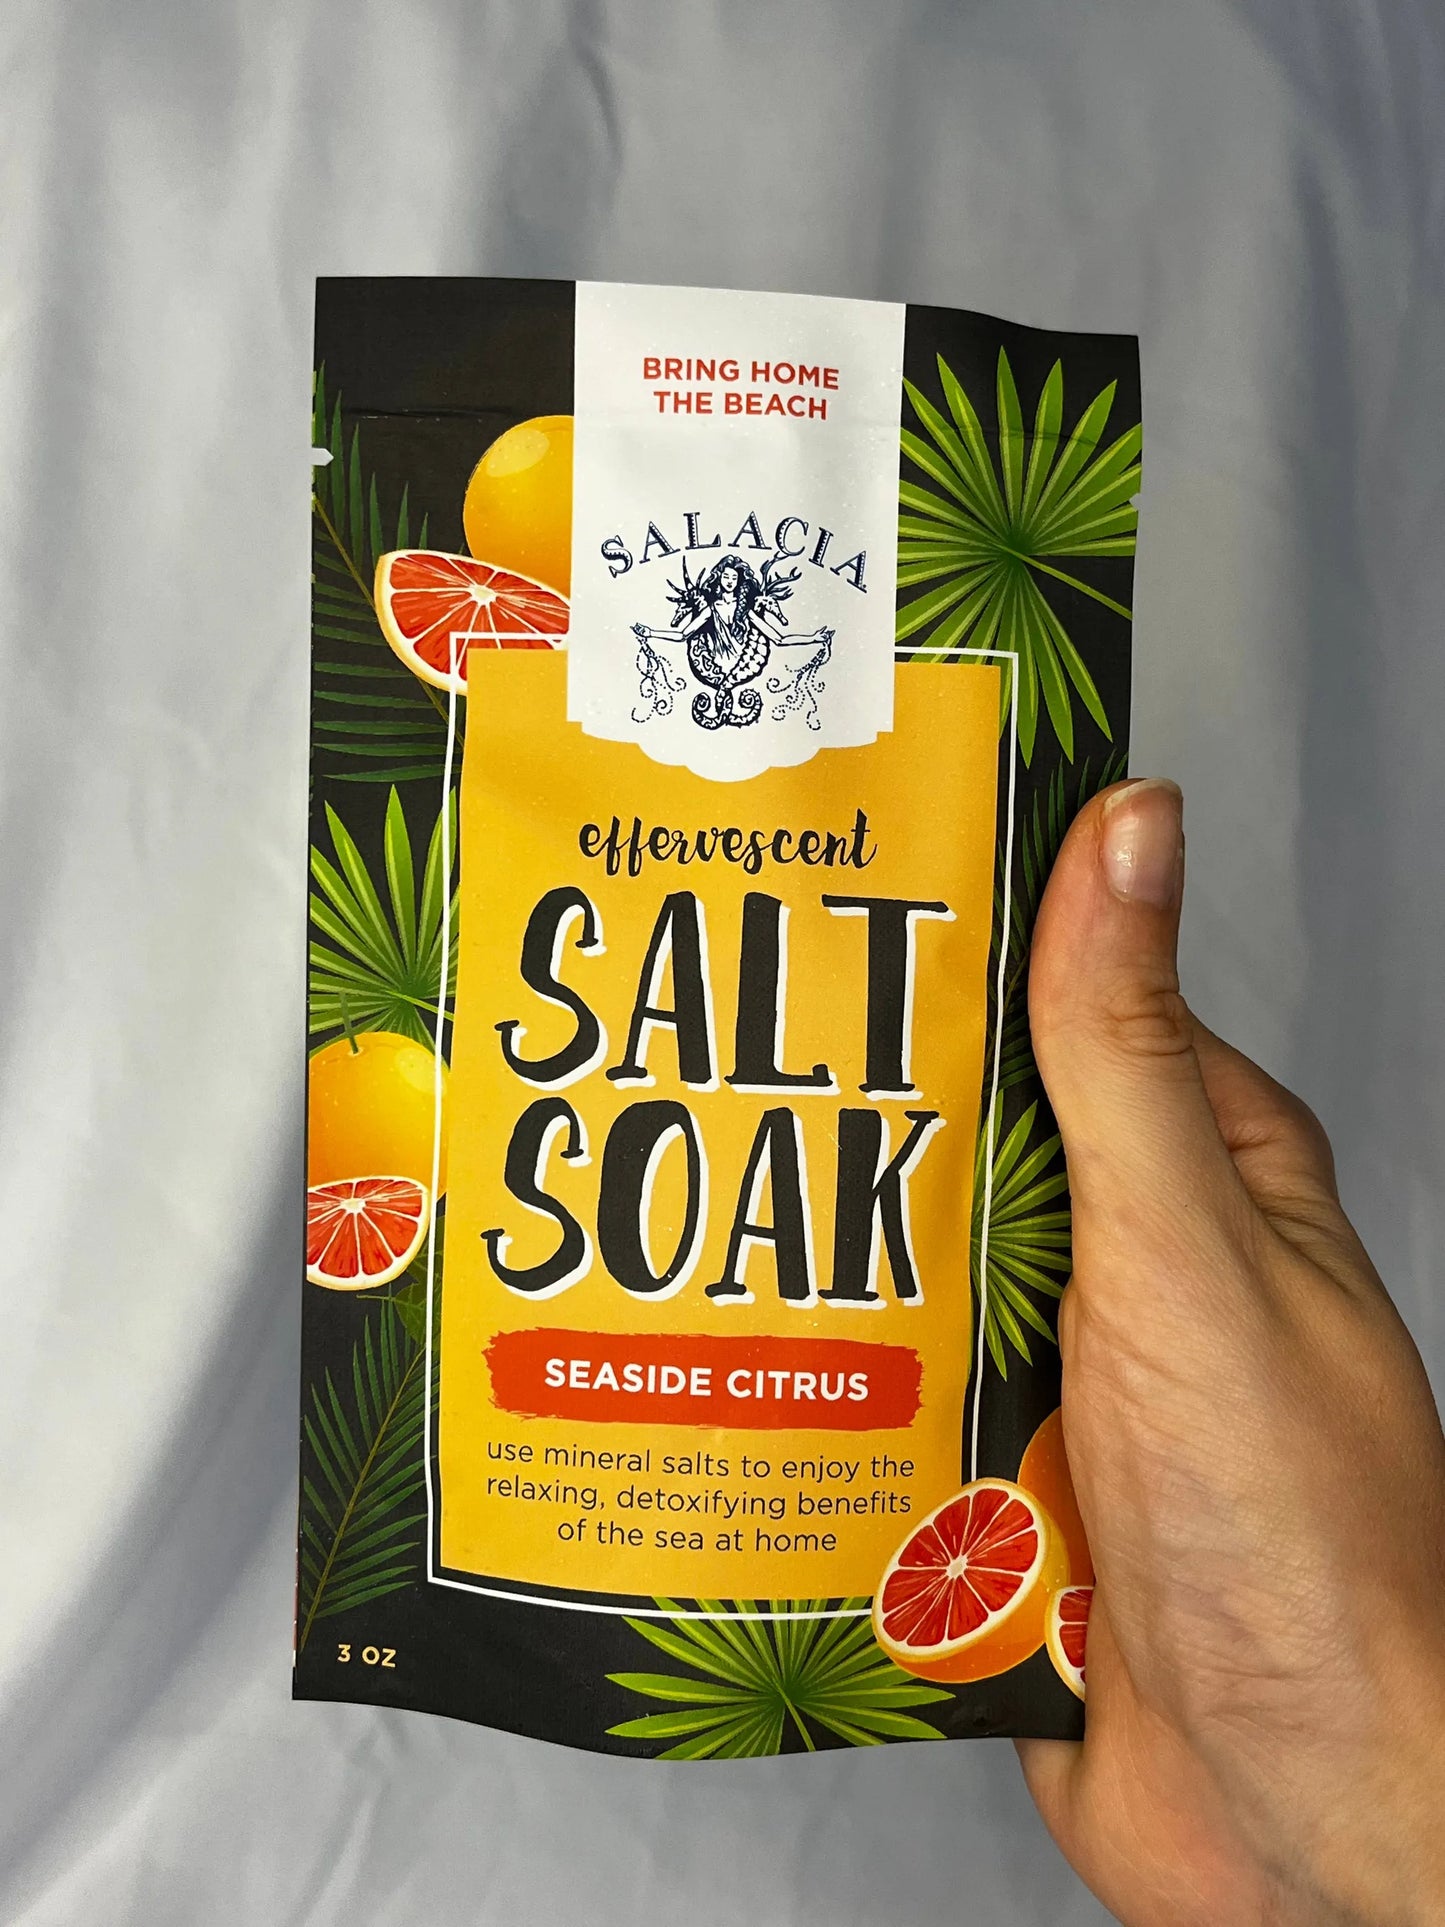 BRING HOME
THE BEACH
SALACIA
effervescent
SALT
SOAK
SEASIDE CITRUS
use mineral salts to enjoy the
relaxing, detoxifying benefits
of the sea at home
3 OZ